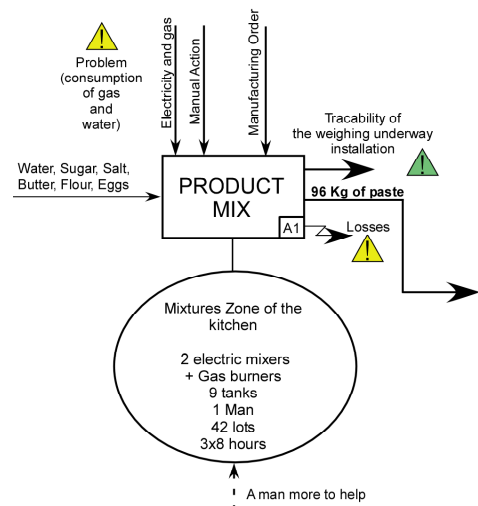 Problem
(consumption
of gas
and
water)
Electricity and gas
Manual Action
Manufacturing Order
Tracability of
the weighing underway
installation
Water, Sugar, Salt,
Butter, Flour, Eggs
PRODUCT
MIX
A1
96 Kg of paste
Losses
Mixtures Zone of the
kitchen
2 electric mixers
+ Gas burners
9 tanks
1 Man
42 lots
3x8 hours
A man more to help